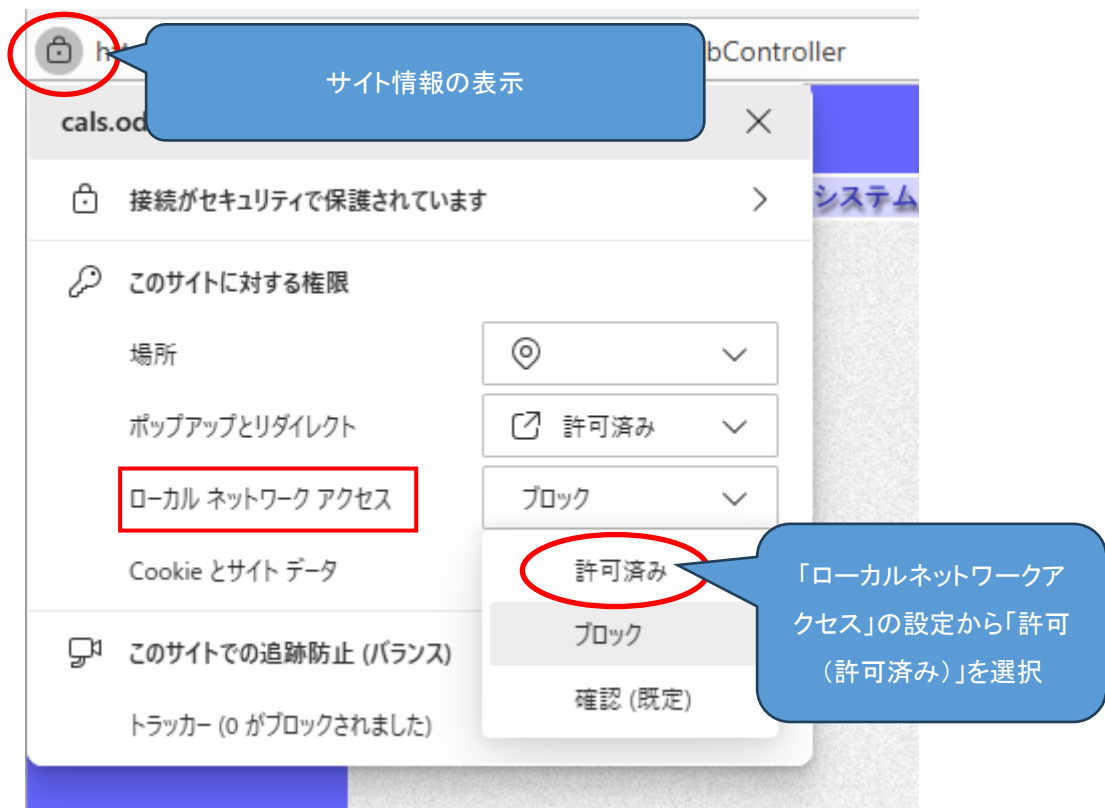 サイト情報の表示
bController
cals.od
接続がセキュリティで保護されています
システム
このサイトに対する権限
場所
ポップアップとリダイレクト
許可済み
ローカル ネットワーク アクセス
ブロック
Cookie とサイト データ
許可済み
ブロック
確認 (既定)
「ローカルネットワークア
クセス」の設定から「許可
（許可済み）」を選択
このサイトでの追跡防止 (バランス)
トラッカー (0 がブロックされました)